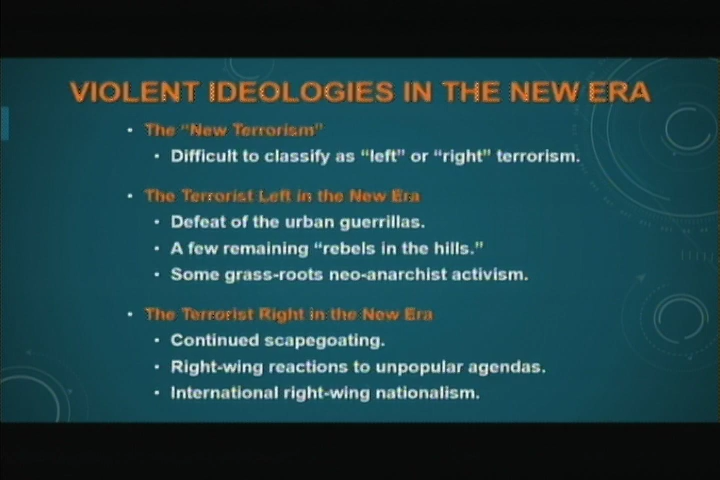 VIOLENT IDEOLOGIES IN THE NEW ERA
• The "New Terrorism"
• Difficult to classify as "left" or "right" terrorism.
• The Terrorist Left in the New Era
• Defeat of the urban guerrillas.
• A few remaining "rebels in the hills."
• Some grass-roots neo-anarchist activism.
• The Terrorist Right in the New Era
• Continued scapegoating.
• Right-wing reactions to unpopular agendas.
• International right-wing nationalism.